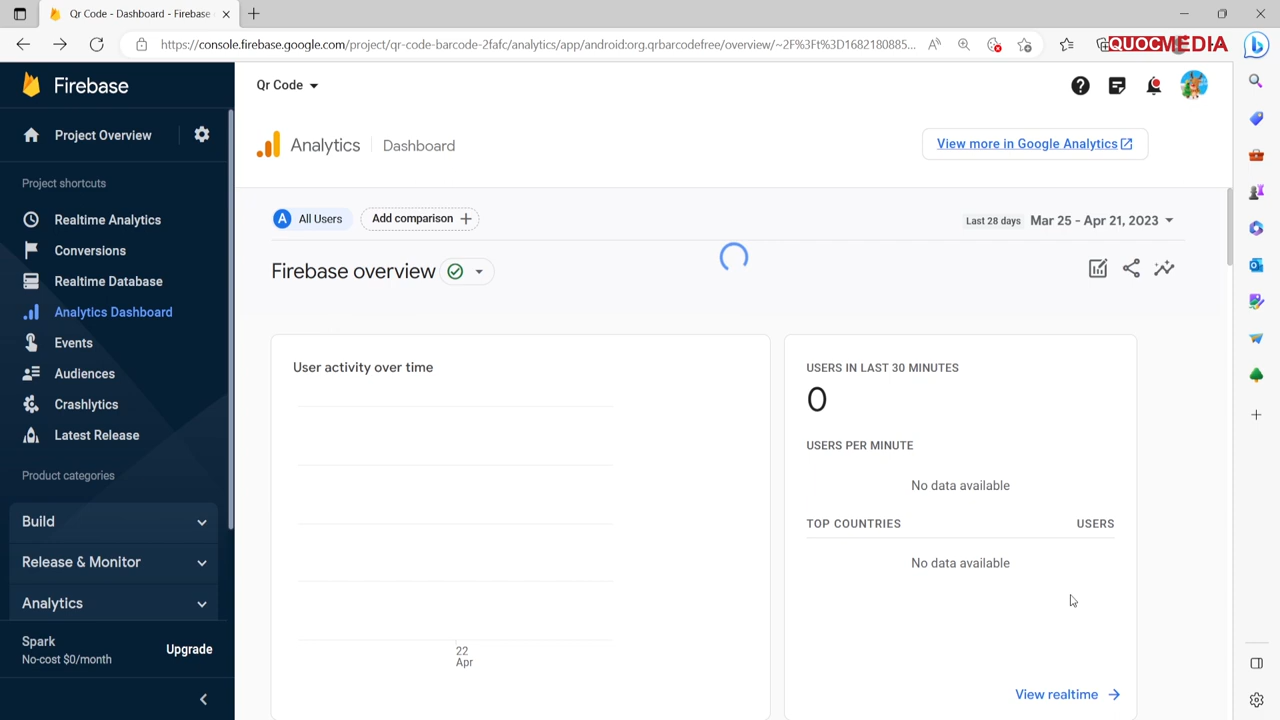 Qr Code - Dashboard - Firebase
https://console.firebase.google.com/project/qr-code-barcode-2fafc/analytics/app/android:org.qrbarcodefree/overview/~2F%3Ft%3D1682180885...
QUOCMEDIA
Firebase
Project Overview
Project shortcuts
Realtime Analytics
Conversions
Realtime Database
Analytics Dashboard
Events
Audiences
Crashlytics
Latest Release
Product categories
Build
Release & Monitor
Analytics
Spark
No-cost $0/month
Upgrade
Qr Code
Analytics
Dashboard
View more in Google Analytics
A All Users
Add comparison
Last 28 days Mar 25 - Apr 21, 2023
Firebase overview
User activity over time
22
Apr
USERS IN LAST 30 MINUTES
0
USERS PER MINUTE
No data available
TOP COUNTRIES USERS
No data available
View realtime